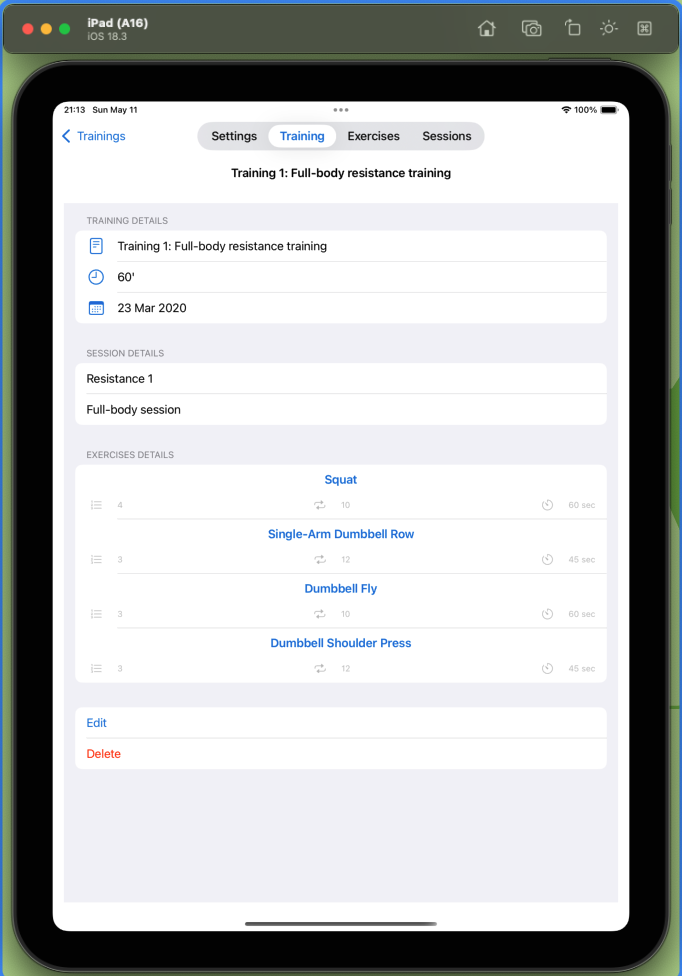 iPad (A16)
iOS 18.3
21:13 Sun May 11
100%
Trainings
Settings Training Exercises Sessions
Training 1: Full-body resistance training
TRAINING DETAILS
Training 1: Full-body resistance training
60'
23 Mar 2020
SESSION DETAILS
Resistance 1
Full-body session
EXERCISES DETAILS
Squat
4 10 60 sec
Single-Arm Dumbbell Row
3 12 45 sec
Dumbbell Fly
3 10 60 sec
Dumbbell Shoulder Press
3 12 45 sec
Edit
Delete